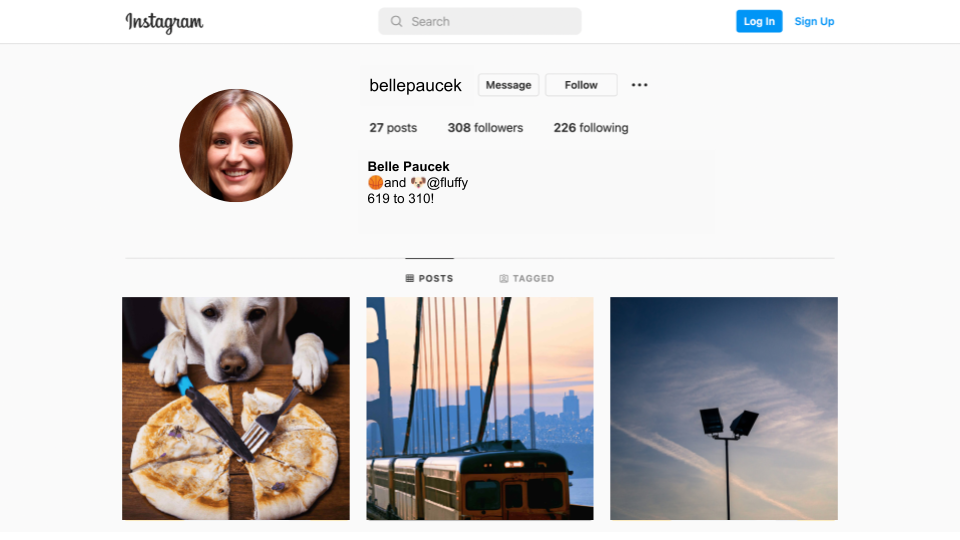 Instagram
Search
Log In
Sign Up
bellepaucek
Message
Follow
27 posts
308 followers
226 following
Belle Paucek
🏀and 🐶@fluffy
619 to 310!
POSTS
TAGGED